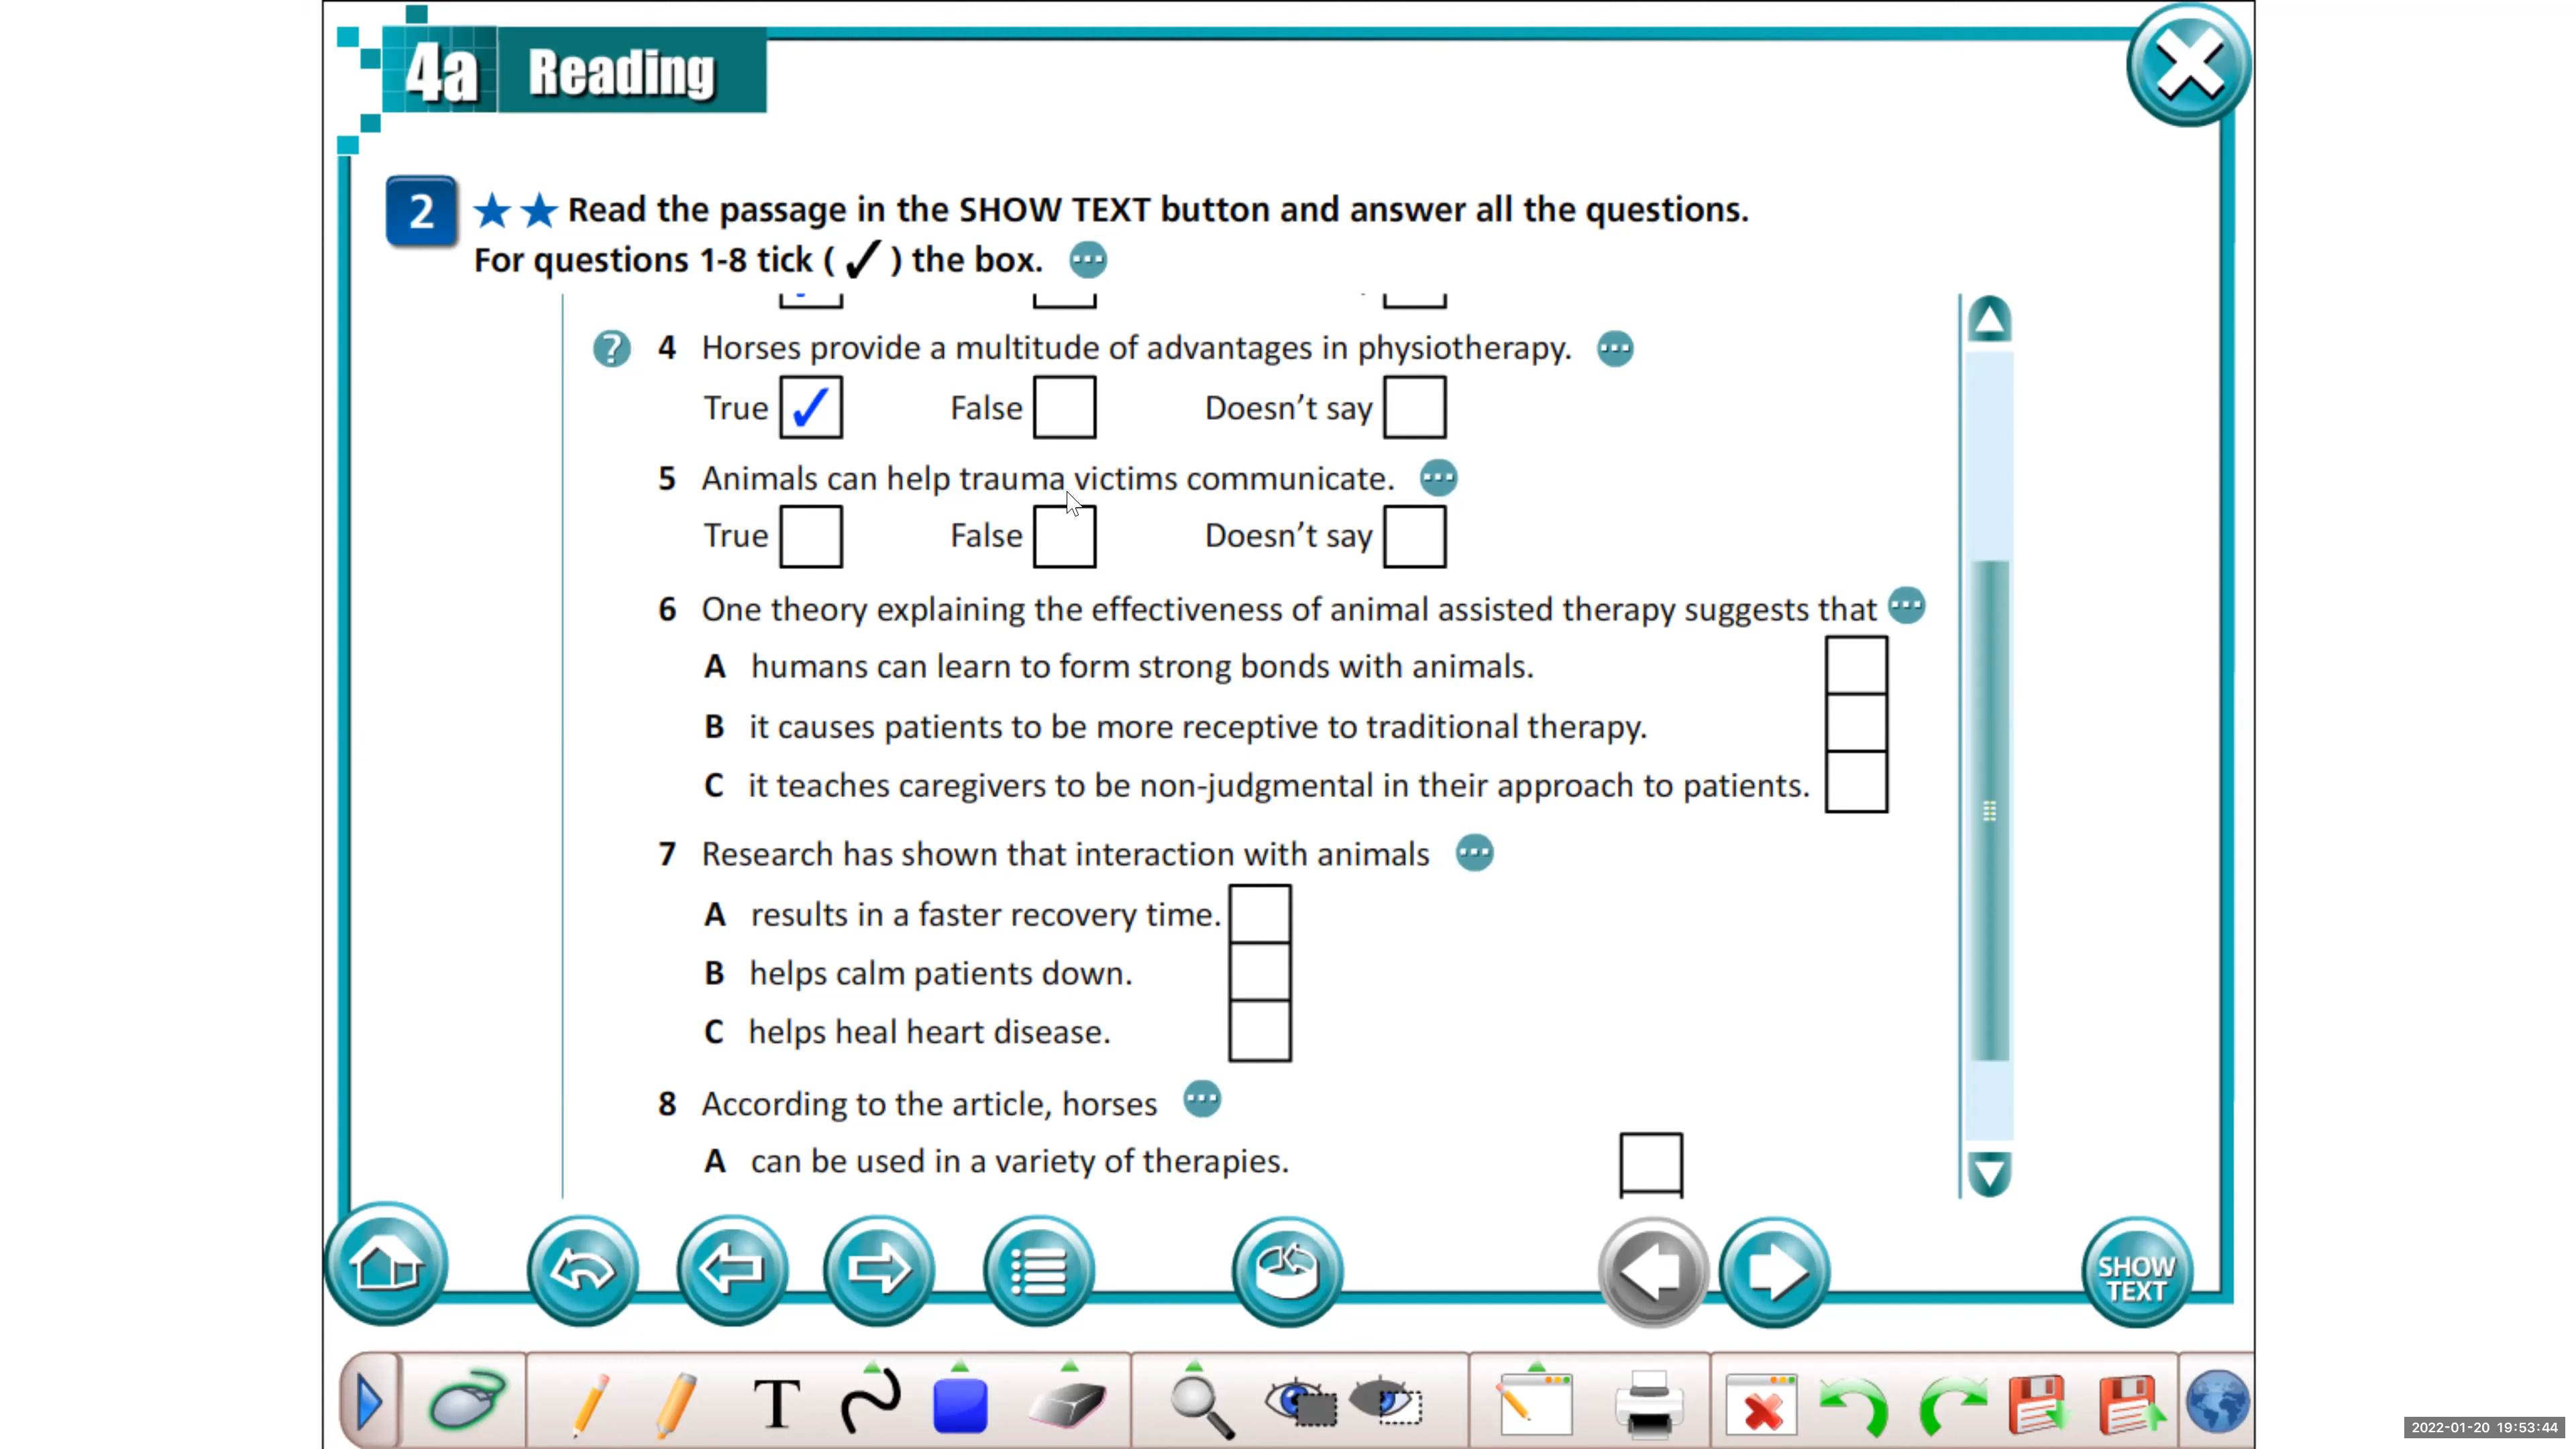 4a Reading
2 ★★ Read the passage in the SHOW TEXT button and answer all the questions.
For questions 1-8 tick ( ✓ ) the box.
? 4 Horses provide a multitude of advantages in physiotherapy.
True ✓ False Doesn’t say
5 Animals can help trauma victims communicate.
True False Doesn’t say
6 One theory explaining the effectiveness of animal assisted therapy suggests that
A humans can learn to form strong bonds with animals.
B it causes patients to be more receptive to traditional therapy.
C it teaches caregivers to be non-judgmental in their approach to patients.
7 Research has shown that interaction with animals
A results in a faster recovery time.
B helps calm patients down.
C helps heal heart disease.
8 According to the article, horses
A can be used in a variety of therapies.
SHOW
TEXT
T
2022-01-20 19:53:44